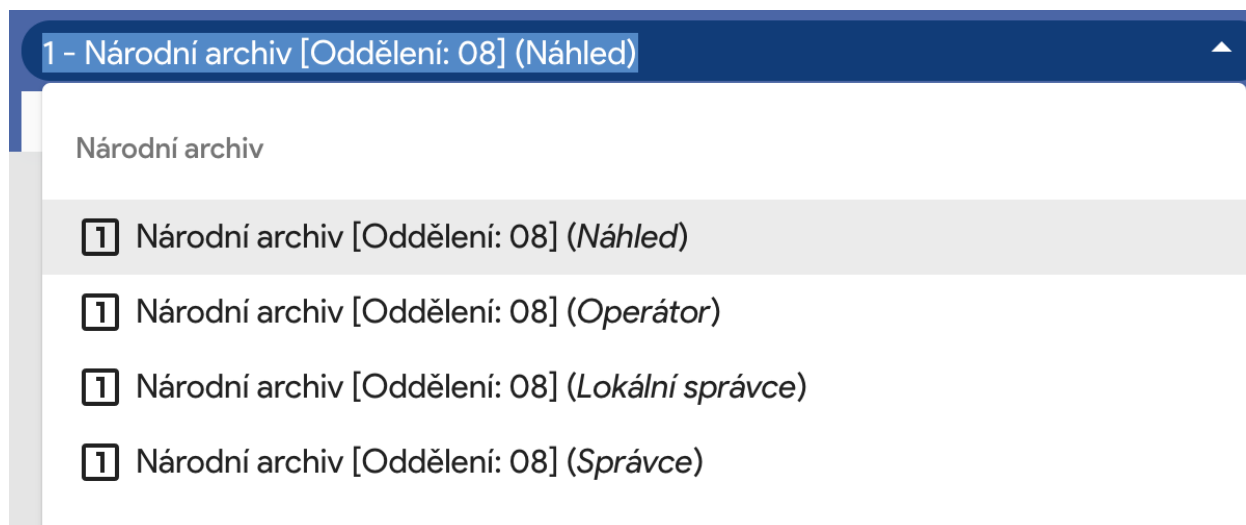 1 - Národní archiv [Oddělení: 08] (Náhled)
Národní archiv
1 Národní archiv [Oddělení: 08] (Náhled)
1 Národní archiv [Oddělení: 08] (Operátor)
1 Národní archiv [Oddělení: 08] (Lokální správce)
1 Národní archiv [Oddělení: 08] (Správce)